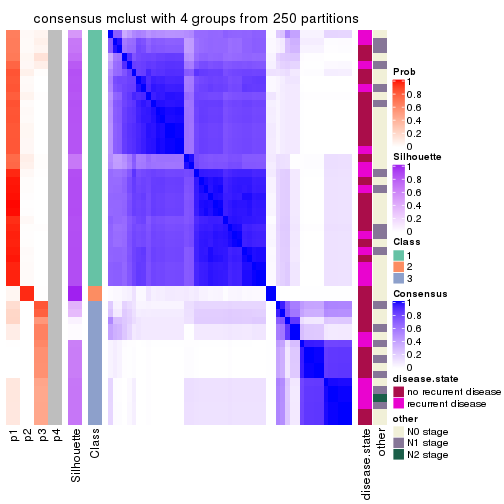 consensus mclust with 4 groups from 250 partitions
Prob
1
0.8
0.6
0.4
0.2
0
Silhouette
1
0.8
0.6
0.4
0.2
0
Class
1
2
3
Consensus
1
0.8
0.6
0.4
0.2
0
disease.state
no recurrent disease
recurrent disease
other
N0 stage
N1 stage
N2 stage
p1
p2
p3
p4
Silhouette
Class
disease.state
other